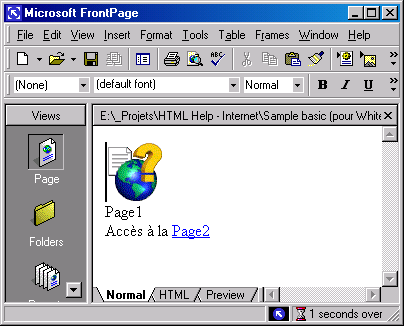 Microsoft FrontPage
File Edit View Insert Format Tools Table Frames Window Help
ABC
(None) (default font) Normal B I U
Views E:\_Projets\HTML Help - Internet\Sample basic (pour White
Page
Folders
Page1
Accès à la Page2
Normal HTML Preview
1 seconds over